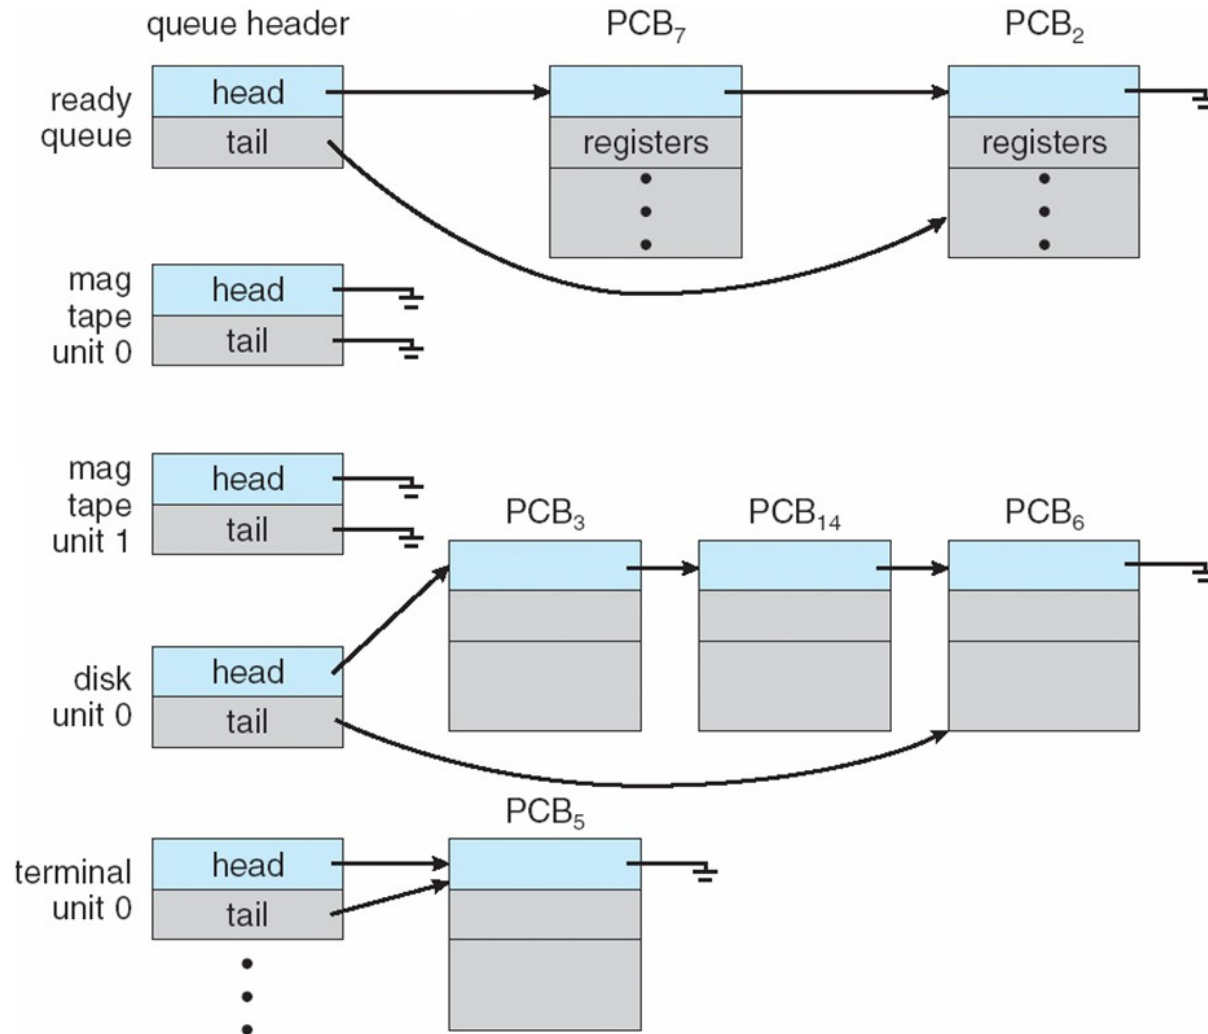 queue header
PCB₇
PCB₂
ready
queue
head
tail
registers
registers
mag
tape
unit 0
head
tail
mag
tape
unit 1
head
tail
PCB₃
PCB₁₄
PCB₆
disk
unit 0
head
tail
PCB₅
terminal
unit 0
head
tail